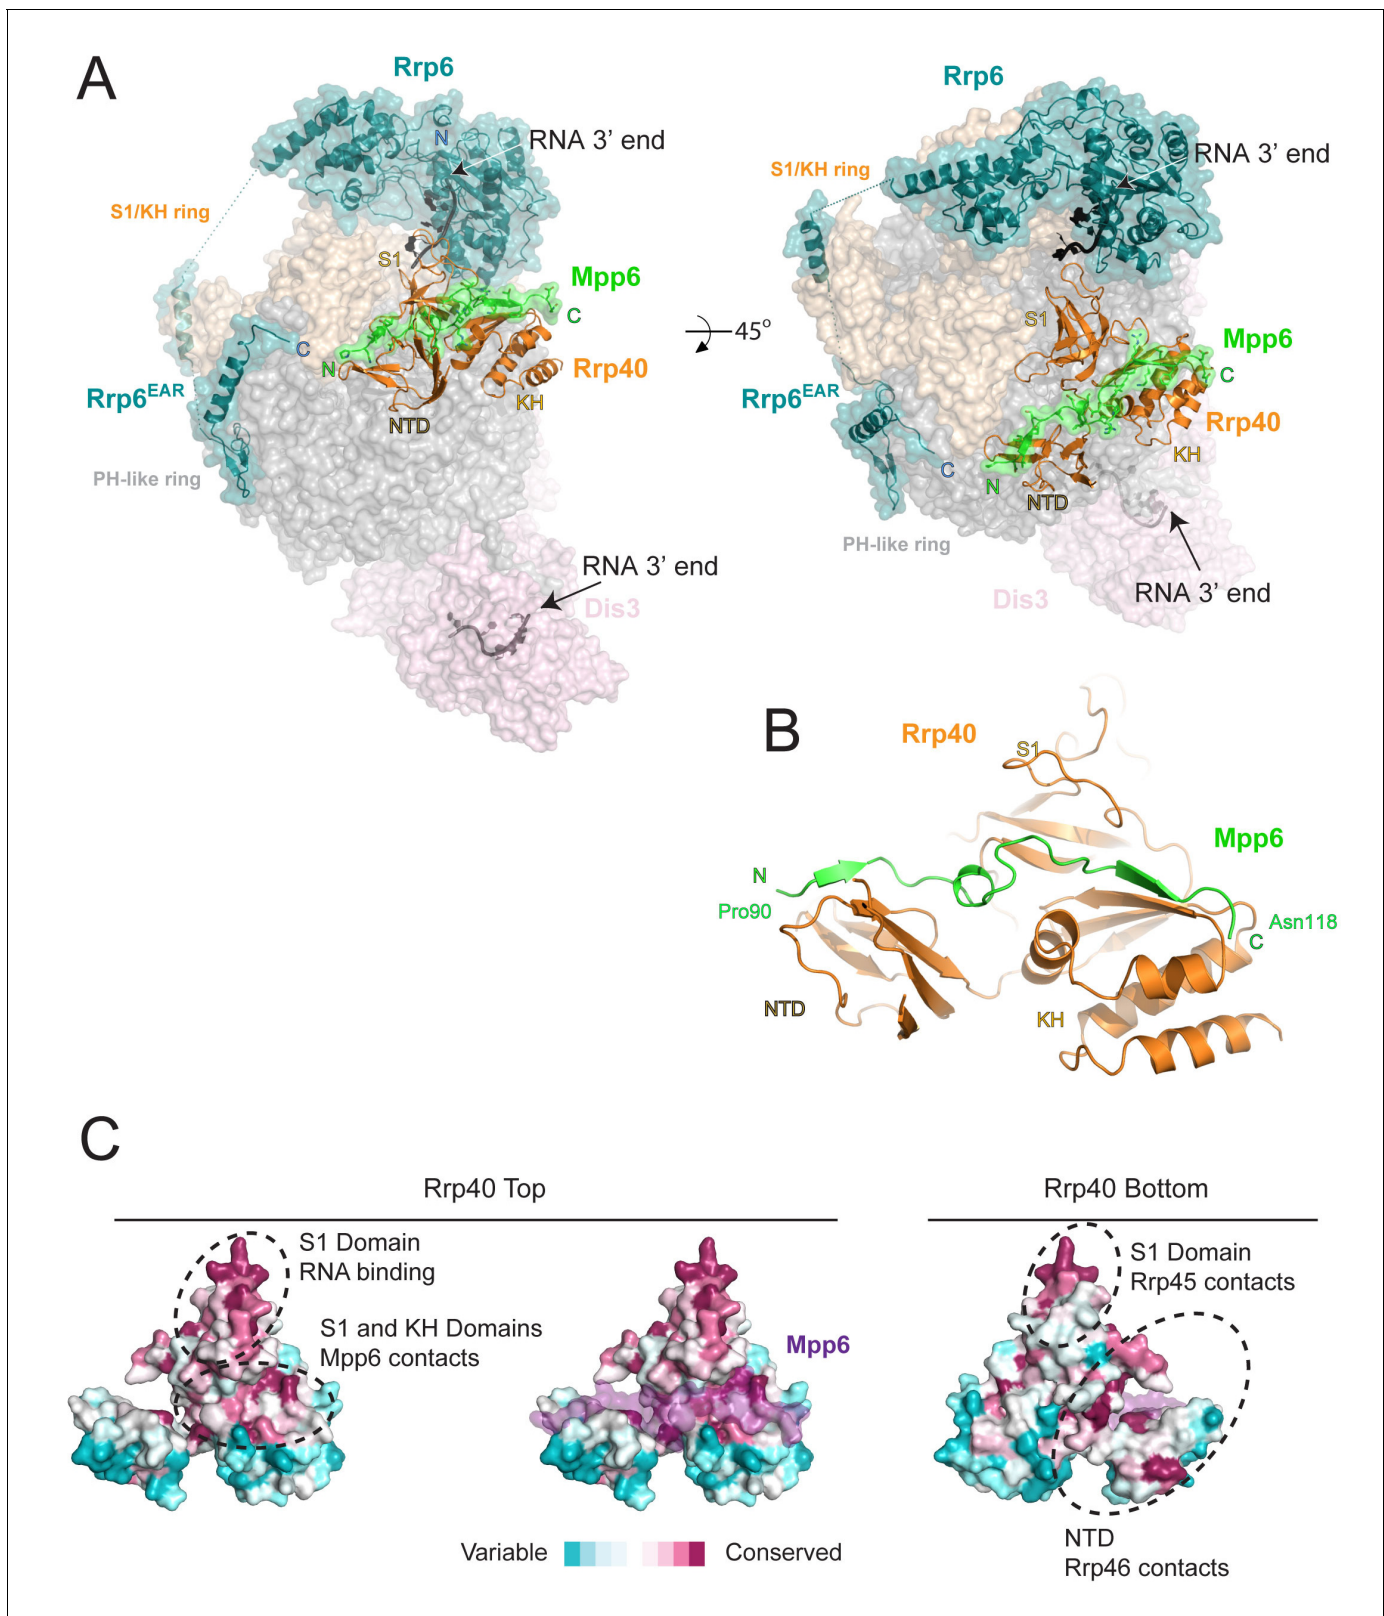 A
Rrp6
N
RNA 3’ end
S1/KH ring
S1
Mpp6
C
N
C
Rrp40
KH
Rrp6EAR
NTD
PH-like ring
RNA 3’ end
Dis3
45o
Rrp6
RNA 3’ end
S1/KH ring
S1
Mpp6
C
Rrp6EAR
Rrp40
KH
C
N
NTD
PH-like ring
RNA 3’ end
Dis3
B
Rrp40
S1
Mpp6
N
Pro90
Asn118
C
NTD
KH
C
Rrp40 Top
S1 Domain
RNA binding
S1 and KH Domains
Mpp6 contacts
Mpp6
Rrp40 Bottom
S1 Domain
Rrp45 contacts
NTD
Rrp46 contacts
Variable
Conserved